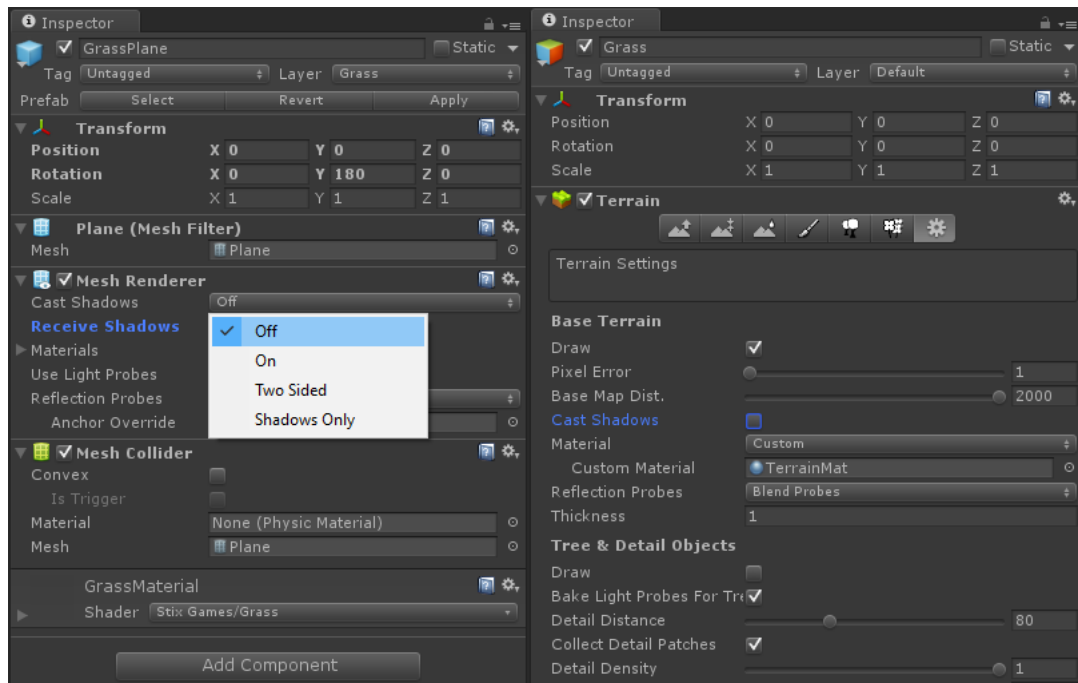 Inspector
GrassPlane Static
Tag Untagged Layer Grass
Prefab Select Revert Apply
Transform
Position X 0 Y 0 Z 0
Rotation X 0 Y 180 Z 0
Scale X 1 Y 1 Z 1
Plane (Mesh Filter)
Mesh Plane
Mesh Renderer
Cast Shadows Off
Receive Shadows
Off
Materials
On
Use Light Probes
Two Sided
Reflection Probes
Shadows Only
Anchor Override
Mesh Collider
Convex
Is Trigger
Material None (Physic Material)
Mesh Plane
GrassMaterial
Shader Stix Games/Grass
Add Component
Inspector
Grass Static
Tag Untagged Layer Default
Transform
Position X 0 Y 0 Z 0
Rotation X 0 Y 0 Z 0
Scale X 1 Y 1 Z 1
Terrain
Terrain Settings
Base Terrain
Draw
Pixel Error 1
Base Map Dist. 2000
Cast Shadows
Material Custom
Custom Material TerrainMat
Reflection Probes Blend Probes
Thickness 1
Tree & Detail Objects
Draw
Bake Light Probes For Tre
Detail Distance 80
Collect Detail Patches
Detail Density 1